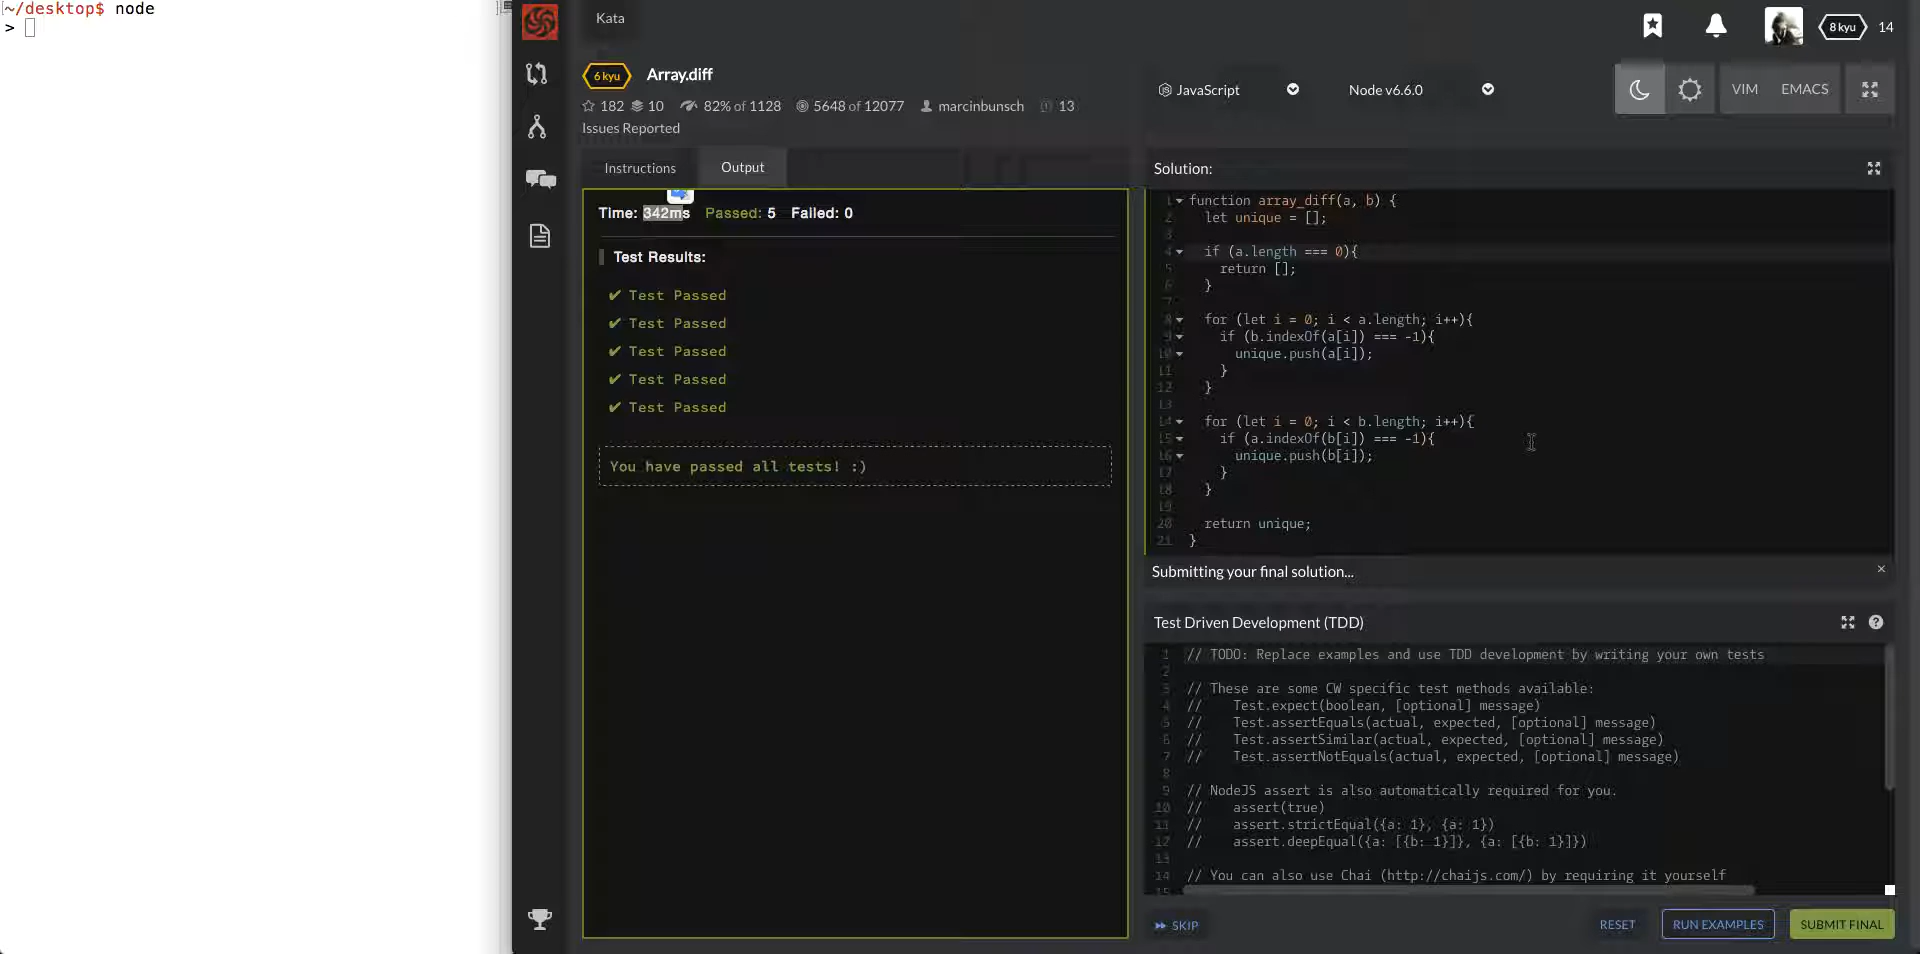 ~/desktop$ node
>
Kata
8 kyu 14
6 kyu Array.diff
182 10 82% of 1128 5648 of 12077 marcinbunsch 13
Issues Reported
JavaScript Node v6.6.0 VIM EMACS
Instructions Output
Time: 342ms Passed: 5 Failed: 0
Test Results:
✔ Test Passed
✔ Test Passed
✔ Test Passed
✔ Test Passed
✔ Test Passed
You have passed all tests! :)
Solution:
1 function array_diff(a, b) {
2 let unique = [];
3
4 if (a.length === 0){
5 return [];
6 }
7
8 for (let i = 0; i < a.length; i++){
9 if (b.indexOf(a[i]) === -1){
10 unique.push(a[i]);
11 }
12 }
13
14 for (let i = 0; i < b.length; i++){
15 if (a.indexOf(b[i]) === -1){
16 unique.push(b[i]);
17 }
18 }
19
20 return unique;
21 }
Submitting your final solution... ×
Test Driven Development (TDD)
1 // TODO: Replace examples and use TDD development by writing your own tests
2
3 // These are some CW specific test methods available:
4 // Test.expect(boolean, [optional] message)
5 // Test.assertEquals(actual, expected, [optional] message)
6 // Test.assertSimilar(actual, expected, [optional] message)
7 // Test.assertNotEquals(actual, expected, [optional] message)
8
9 // NodeJS assert is also automatically required for you.
10 // assert(true)
11 // assert.strictEqual({a: 1}, {a: 1})
12 // assert.deepEqual({a: [{b: 1}]}, {a: [{b: 1}]})
13
14 // You can also use Chai (http://chaijs.com/) by requiring it yourself
15
SKIP RESET RUN EXAMPLES SUBMIT FINAL